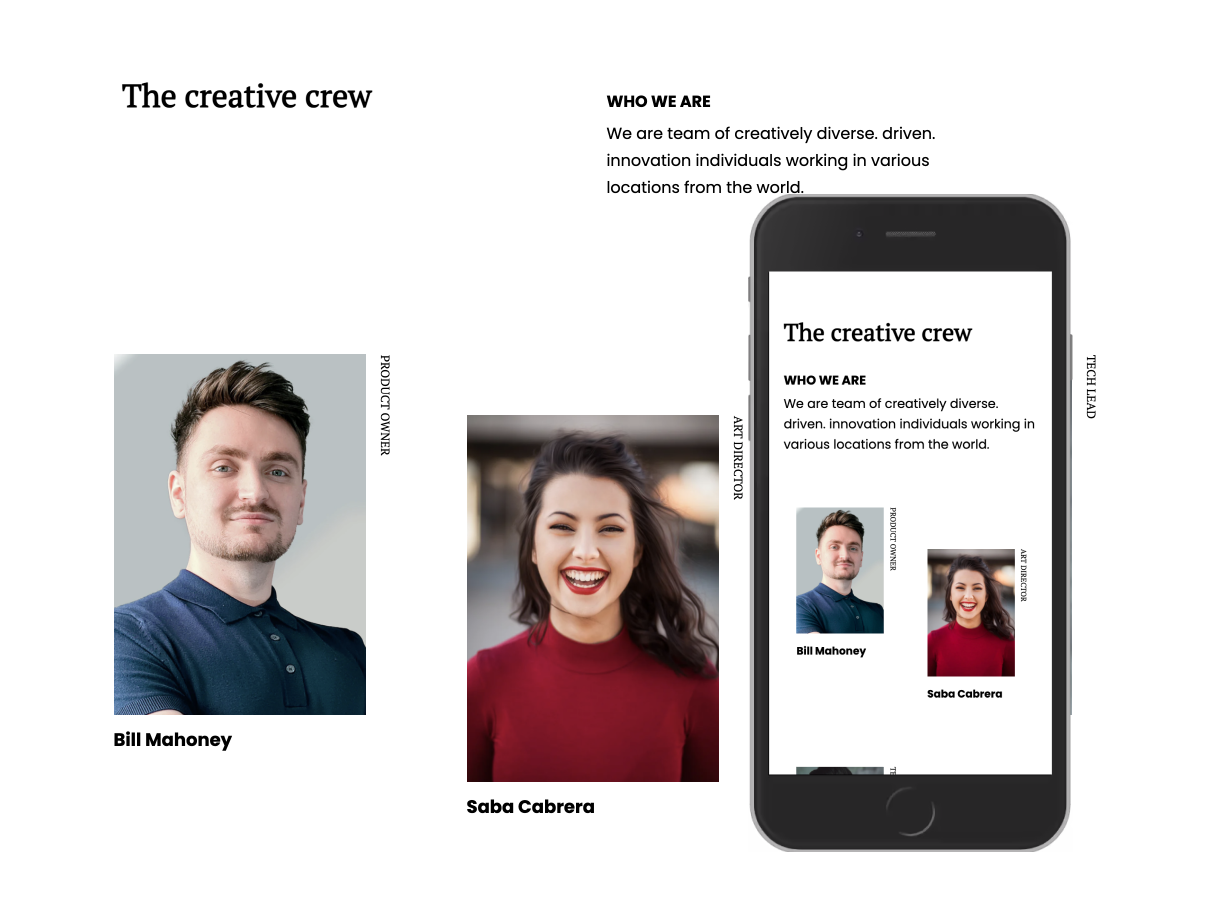 The creative crew
WHO WE ARE
We are team of creatively diverse. driven.
innovation individuals working in various
locations from the world.
PRODUCT OWNER
Bill Mahoney
ART DIRECTOR
Saba Cabrera
TECH LEAD
The creative crew
WHO WE ARE
We are team of creatively diverse.
driven. innovation individuals working in
various locations from the world.
PRODUCT OWNER
Bill Mahoney
ART DIRECTOR
Saba Cabrera